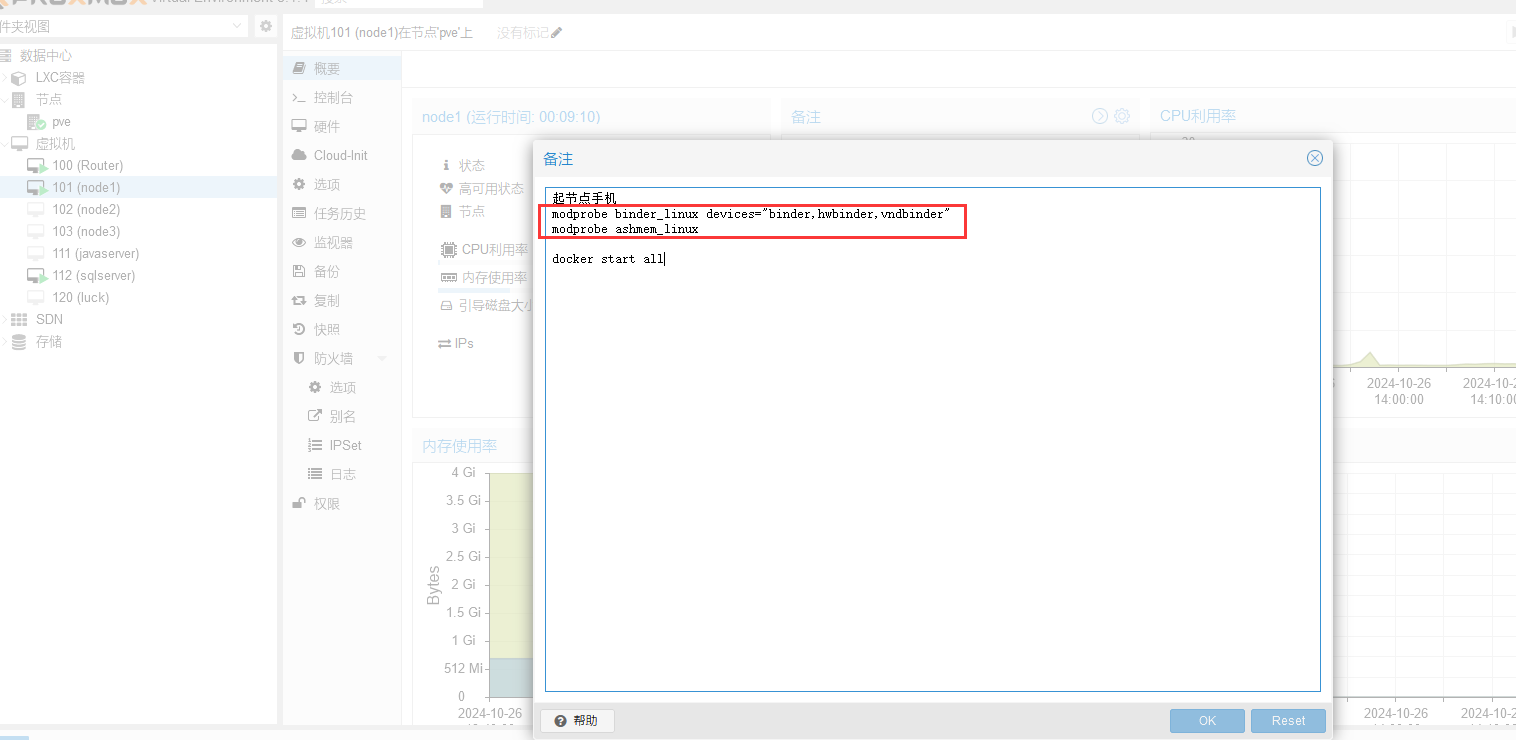 件夹视图
数据中心
LXC容器
节点
pve
虚拟机
100 (Router)
101 (node1)
102 (node2)
103 (node3)
111 (javaserver)
112 (sqlserver)
120 (luck)
SDN
存储
虚拟机101 (node1)在节点'pve'上
没有标记
概要
控制台
硬件
Cloud-Init
选项
任务历史
监视器
备份
复制
快照
防火墙
选项
别名
IPSet
日志
权限
node1 (运行时间: 00:09:10)
状态
高可用状态
节点
CPU利用率
内存使用率
引导磁盘大小
IPs
备注
CPU利用率
备注
起节点手机
modprobe binder_linux devices="binder,hwbinder,vndbinder"
modprobe ashmem_linux
docker start all
帮助
OK
Reset
2024-10-26
14:00:00
14:10:00
内存使用率
4 Gi
3.5 Gi
3 Gi
2.5 Gi
2 Gi
1.5 Gi
1 Gi
512 Mi
0
Bytes
2024-10-26
2024-10-26